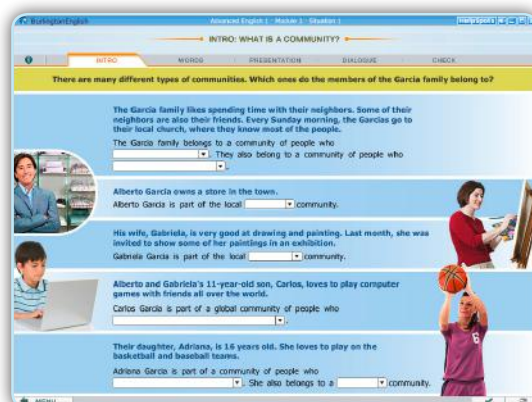 BurlingtonEnglish
Advanced English 1 - Module 1 - Situation 1
HelpSpots
INTRO: WHAT IS A COMMUNITY?
INTRO
WORDS
PRESENTATION
DIALOGUE
CHECK
There are many different types of communities. Which ones do the members of the Garcia family belong to?
The Garcia family likes spending time with their neighbors. Some of their
neighbors are also their friends. Every Sunday morning, the Garcias go to
their local church, where they know most of the people.
The Garcia family belongs to a community of people who
. They also belong to a community of people who
.
Alberto Garcia owns a store in the town.
Alberto Garcia is part of the local community.
His wife, Gabriela, is very good at drawing and painting. Last month, she was
invited to show some of her paintings in an exhibition.
Gabriela Garcia is part of the local community.
Alberto and Gabriela's 11-year-old son, Carlos, loves to play computer
games with friends all over the world.
Carlos Garcia is part of a global community of people who
.
Their daughter, Adriana, is 16 years old. She loves to play on the
basketball and baseball teams.
Adriana Garcia is part of a community of people who
. She also belongs to a community.
6
MENU